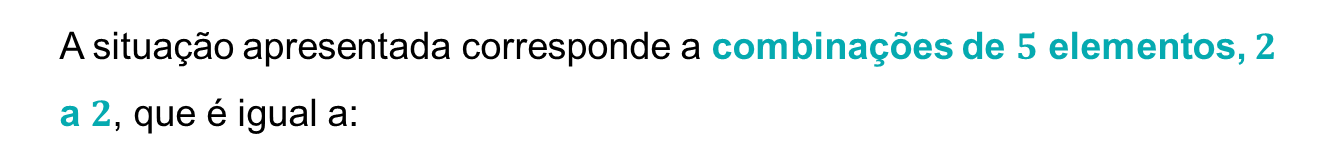 A situação apresentada corresponde a combinações de 5 elementos, 2
a 2, que é igual a: